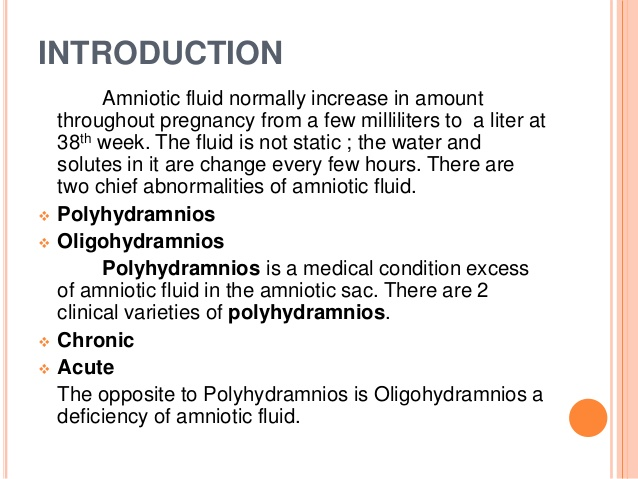 INTRODUCTION
Amniotic fluid normally increase in amount
throughout pregnancy from a few milliliters to a liter at
38th week. The fluid is not static ; the water and
solutes in it are change every few hours. There are
two chief abnormalities of amniotic fluid.
Polyhydramnios
Oligohydramnios
Polyhydramnios is a medical condition excess
of amniotic fluid in the amniotic sac. There are 2
clinical varieties of polyhydramnios.
Chronic
Acute
The opposite to Polyhydramnios is Oligohydramnios a
deficiency of amniotic fluid.